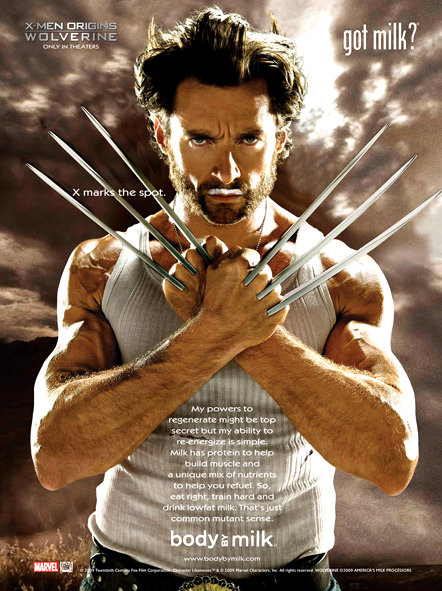 X-MEN ORIGINS
WOLVERINE
ONLY IN THEATERS
got milk?®
X marks the spot.
My powers to
regenerate might be top
secret but my ability to
re-energize is simple.
Milk has protein to help
build muscle and
a unique mix of nutrients
to help you refuel. So,
eat right, train hard and
drink lowfat milk. That's just
common mutant sense.
body BY milk
www.bodybymilk.com
MARVEL
© 2009 Twentieth Century Fox Film Corporation. Character Likenesses™ & © 2009 Marvel Characters, Inc. All rights reserved. WOLVERINE ©2009 AMERICA'S MILK PROCESSORS